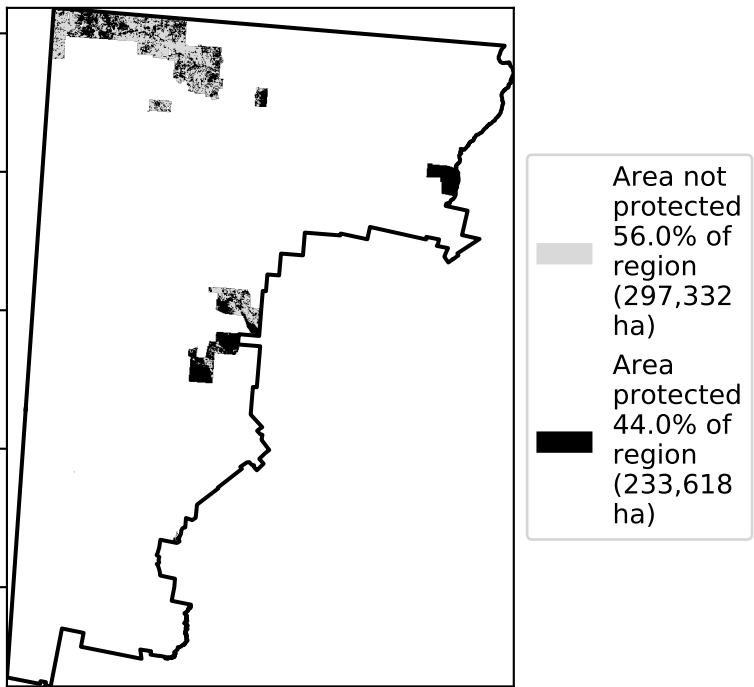 Area not
protected
56.0% of
region
(297,332
ha)
Area
protected
44.0% of
region
(233,618
ha)